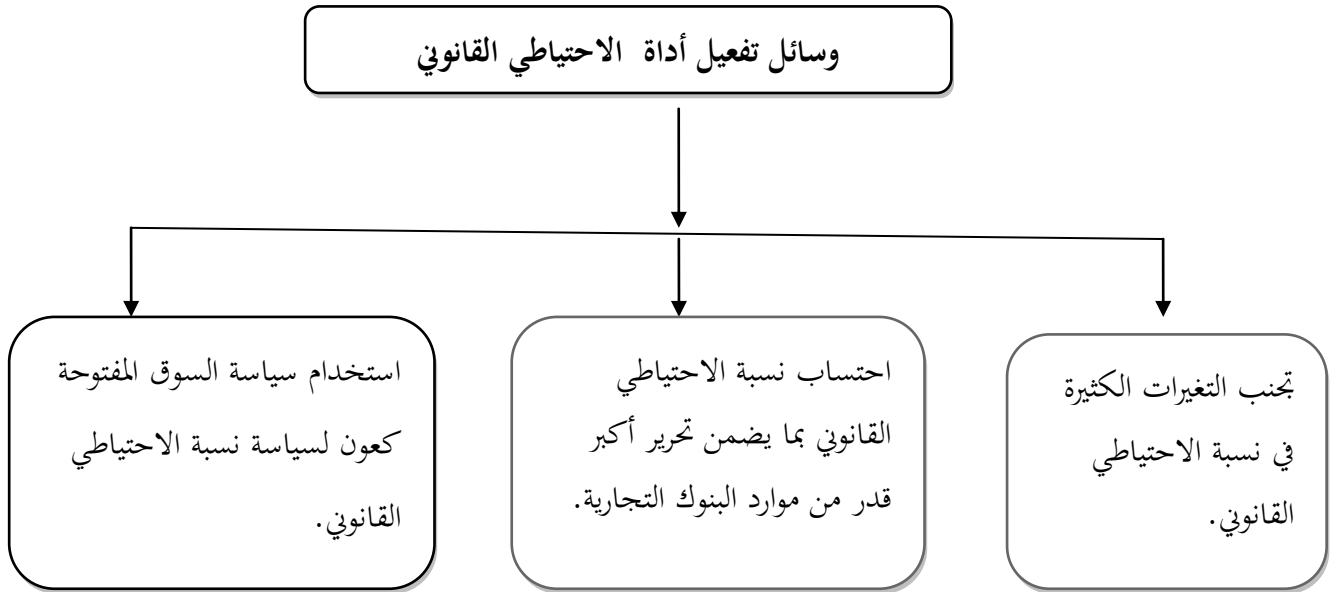 وسائل تفعيل أداة الاحتياطي القانوني
تجنب التغيرات الكثيرة
في نسبة الاحتياطي
القانوني.
احتساب نسبة الاحتياطي
القانوني بما يضمن تحرير أكبر
قدر من موارد البنوك التجارية.
استخدام سياسة السوق المفتوحة
كعون لسياسة نسبة الاحتياطي
القانوني.